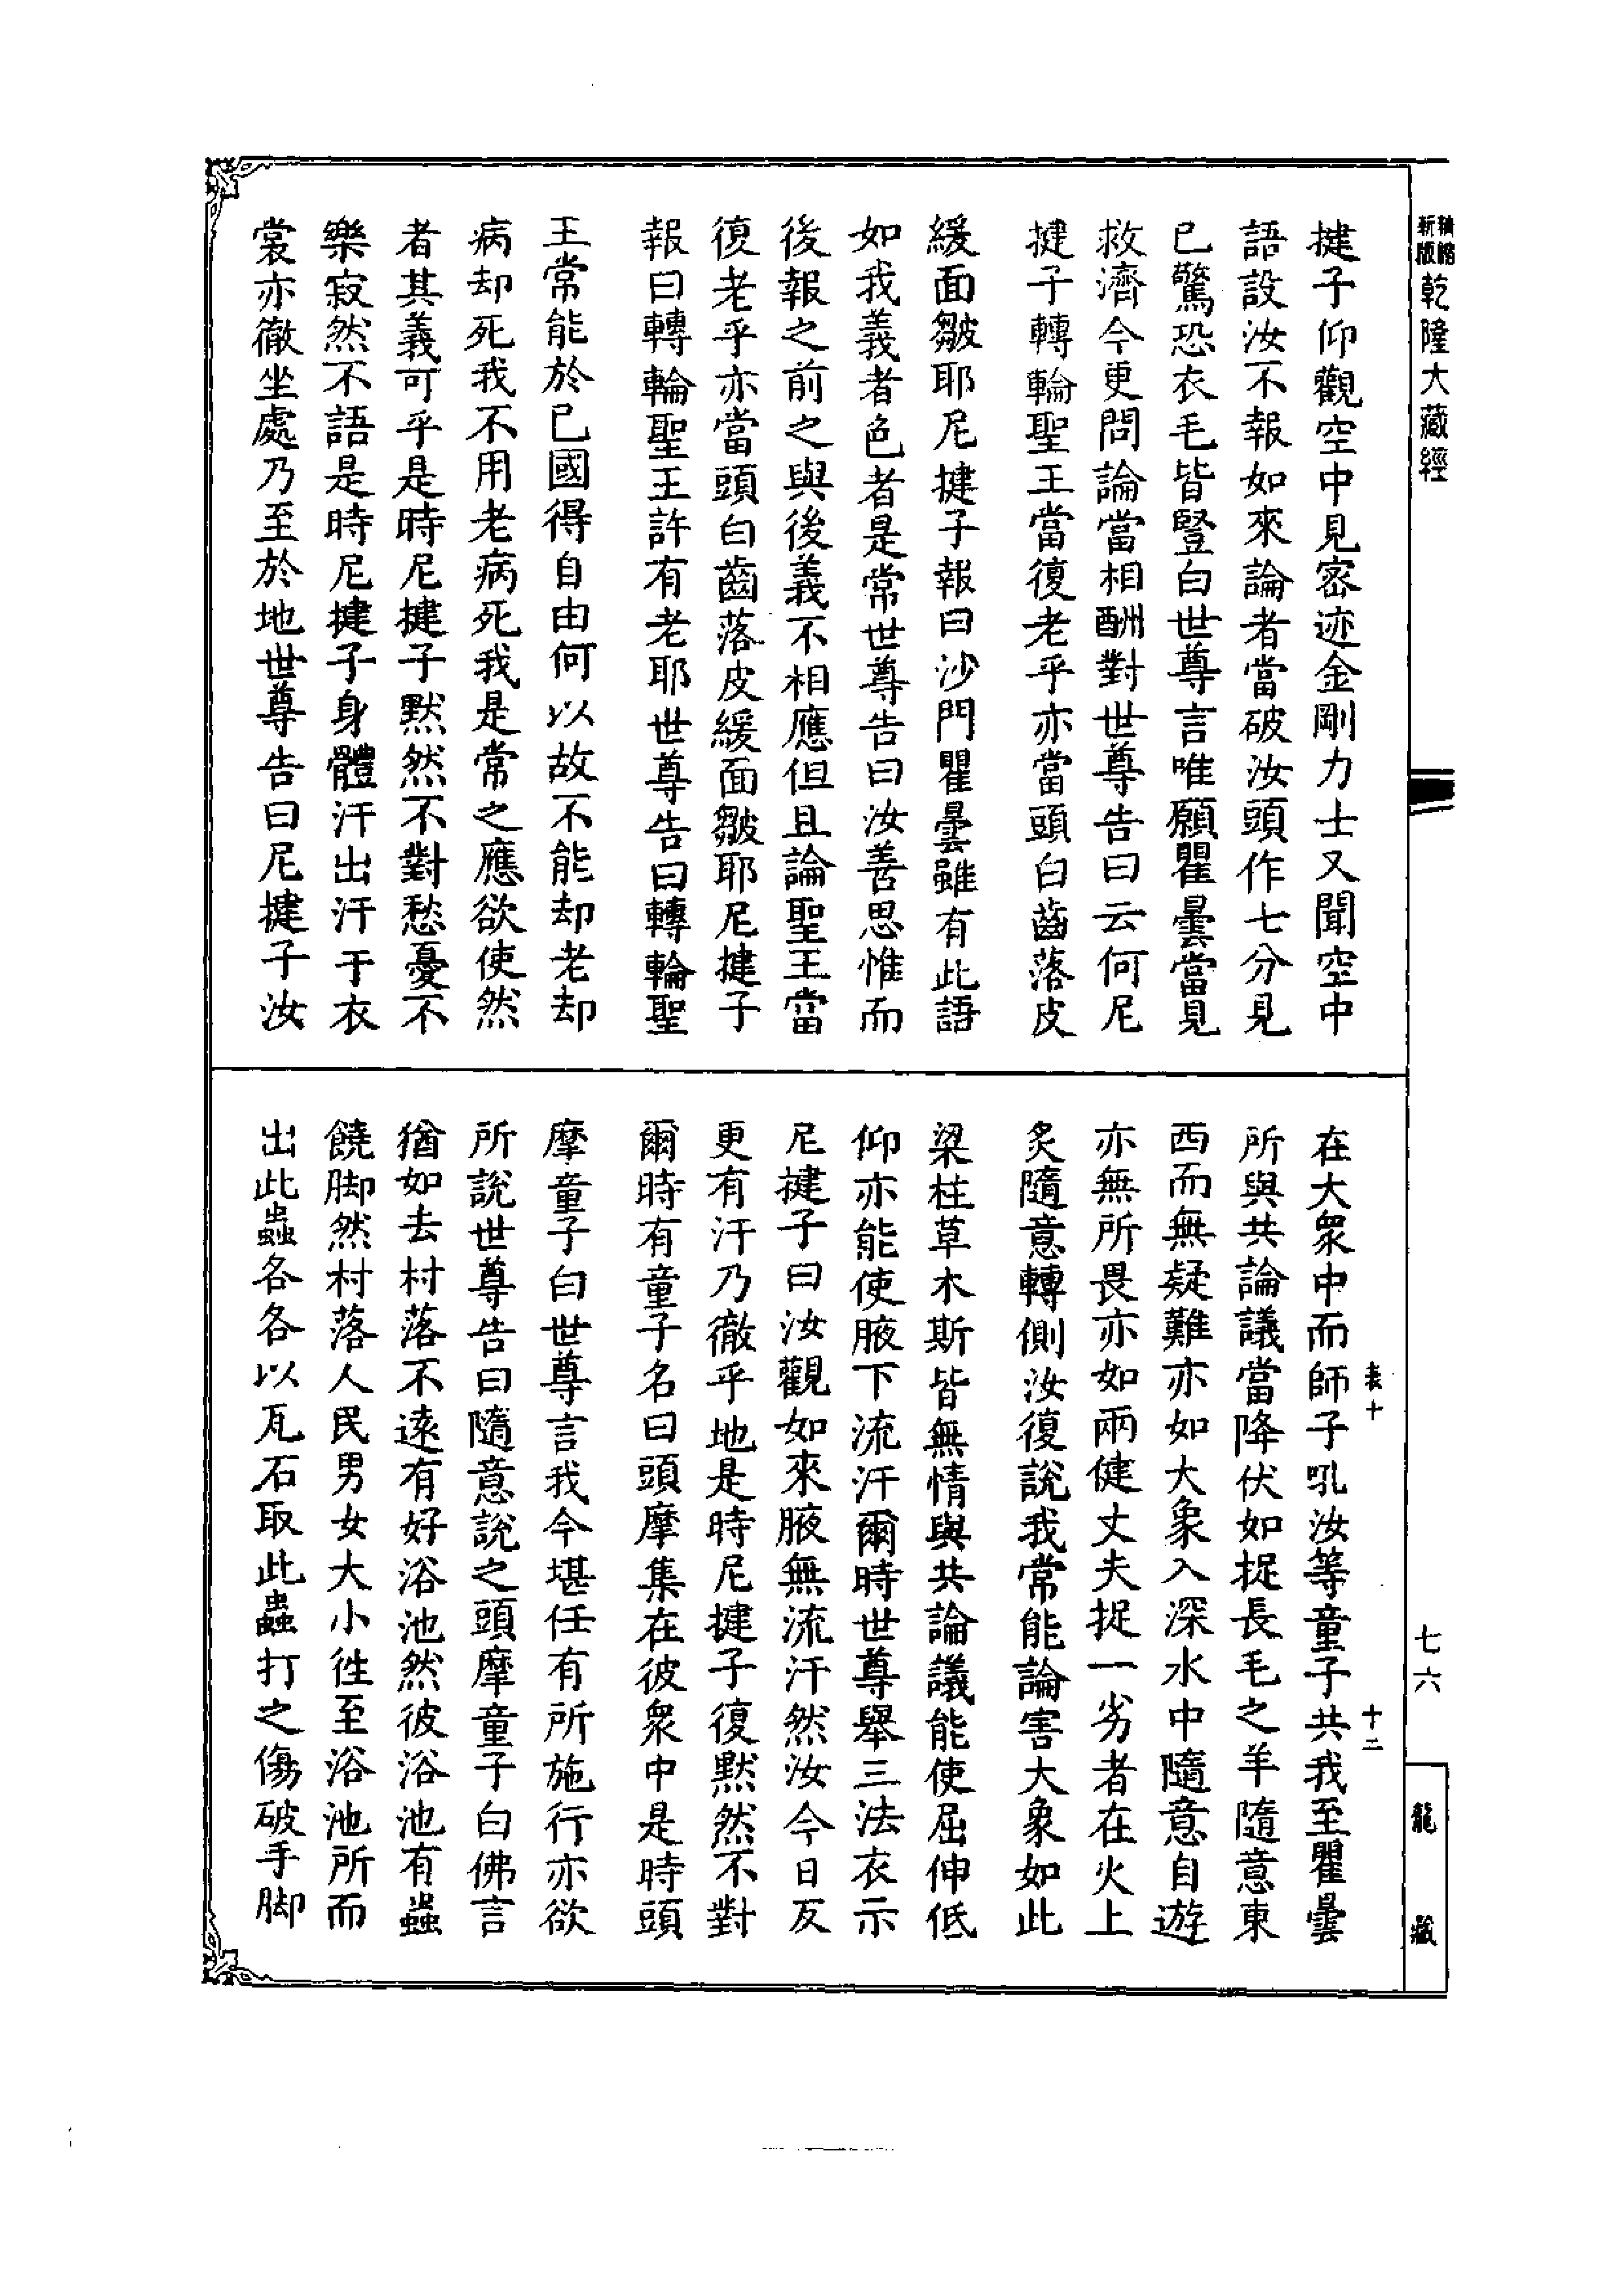 精縮
新版
乾隆大藏經
揵子仰觀空中見密迹金剛力士又聞空中
語設汝不報如來論者當破汝頭作七分見
已驚恐衣毛皆豎白世尊言唯願瞿曇當見
救濟今更問論當相酬對世尊告曰云何尼
揵子轉輪聖王當復老乎亦當頭白齒落皮
緩面皺耶尼揵子報曰沙門瞿曇雖有此語
如我義者色者是常世尊告曰汝善思惟而
後報之前之與後義不相應但且論聖王當
復老乎亦當頭白齒落皮緩面皺耶尼揵子
報曰轉輪聖王許有老耶世尊告曰轉輪聖
王常能於已國得自由何以故不能却老却
病却死我不用老病死我是常之應欲使然
者其義可乎是時尼揵子默然不對愁憂不
樂寂然不語是時尼揵子身體汗出汗于衣
裳亦徹坐處乃至於地世尊告曰尼揵子汝
在大眾中而師子吼汝等童子共我至瞿曇
所與共論議當降伏如捉長毛之羊隨意東
西而無疑難亦如大象入深水中隨意自遊
亦無所畏亦如兩健丈夫捉一劣者在火上
炙隨意轉側汝復說我常能論害大象如此
梁柱草木斯皆無情與共論議能使屈伸低
仰亦能使腋下流汗爾時世尊舉三法衣示
尼揵子曰汝觀如來腋無流汗然汝今日反
更有汗乃徹乎地是時尼揵子復默然不對
爾時有童子名曰頭摩集在彼眾中是時頭
摩童子白世尊言我今堪任有所施行亦欲
所說世尊告曰隨意說之頭摩童子白佛言
猶如去村落不遠有好浴池然彼浴池有蟲
饒脚然村落人民男女大小徃至浴池所而
出此蟲各各以瓦石取此蟲打之傷破手脚
表十
十二
七六
龍藏